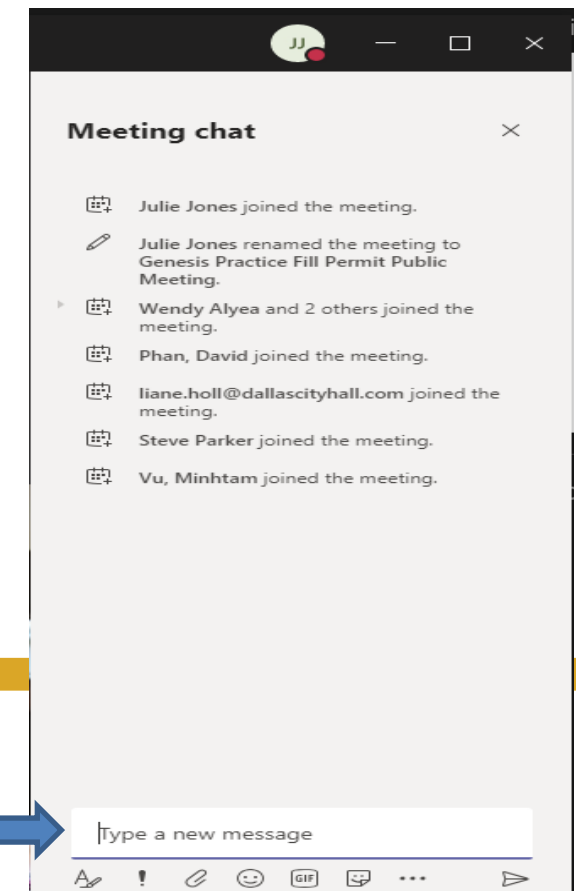 JJ
Meeting chat
Julie Jones joined the meeting.
Julie Jones renamed the meeting to
Genesis Practice Fill Permit Public
Meeting.
Wendy Alyea and 2 others joined the
meeting.
Phan, David joined the meeting.
liane.holl@dallascityhall.com joined the
meeting.
Steve Parker joined the meeting.
Vu, Minhtam joined the meeting.
Type a new message
GIF